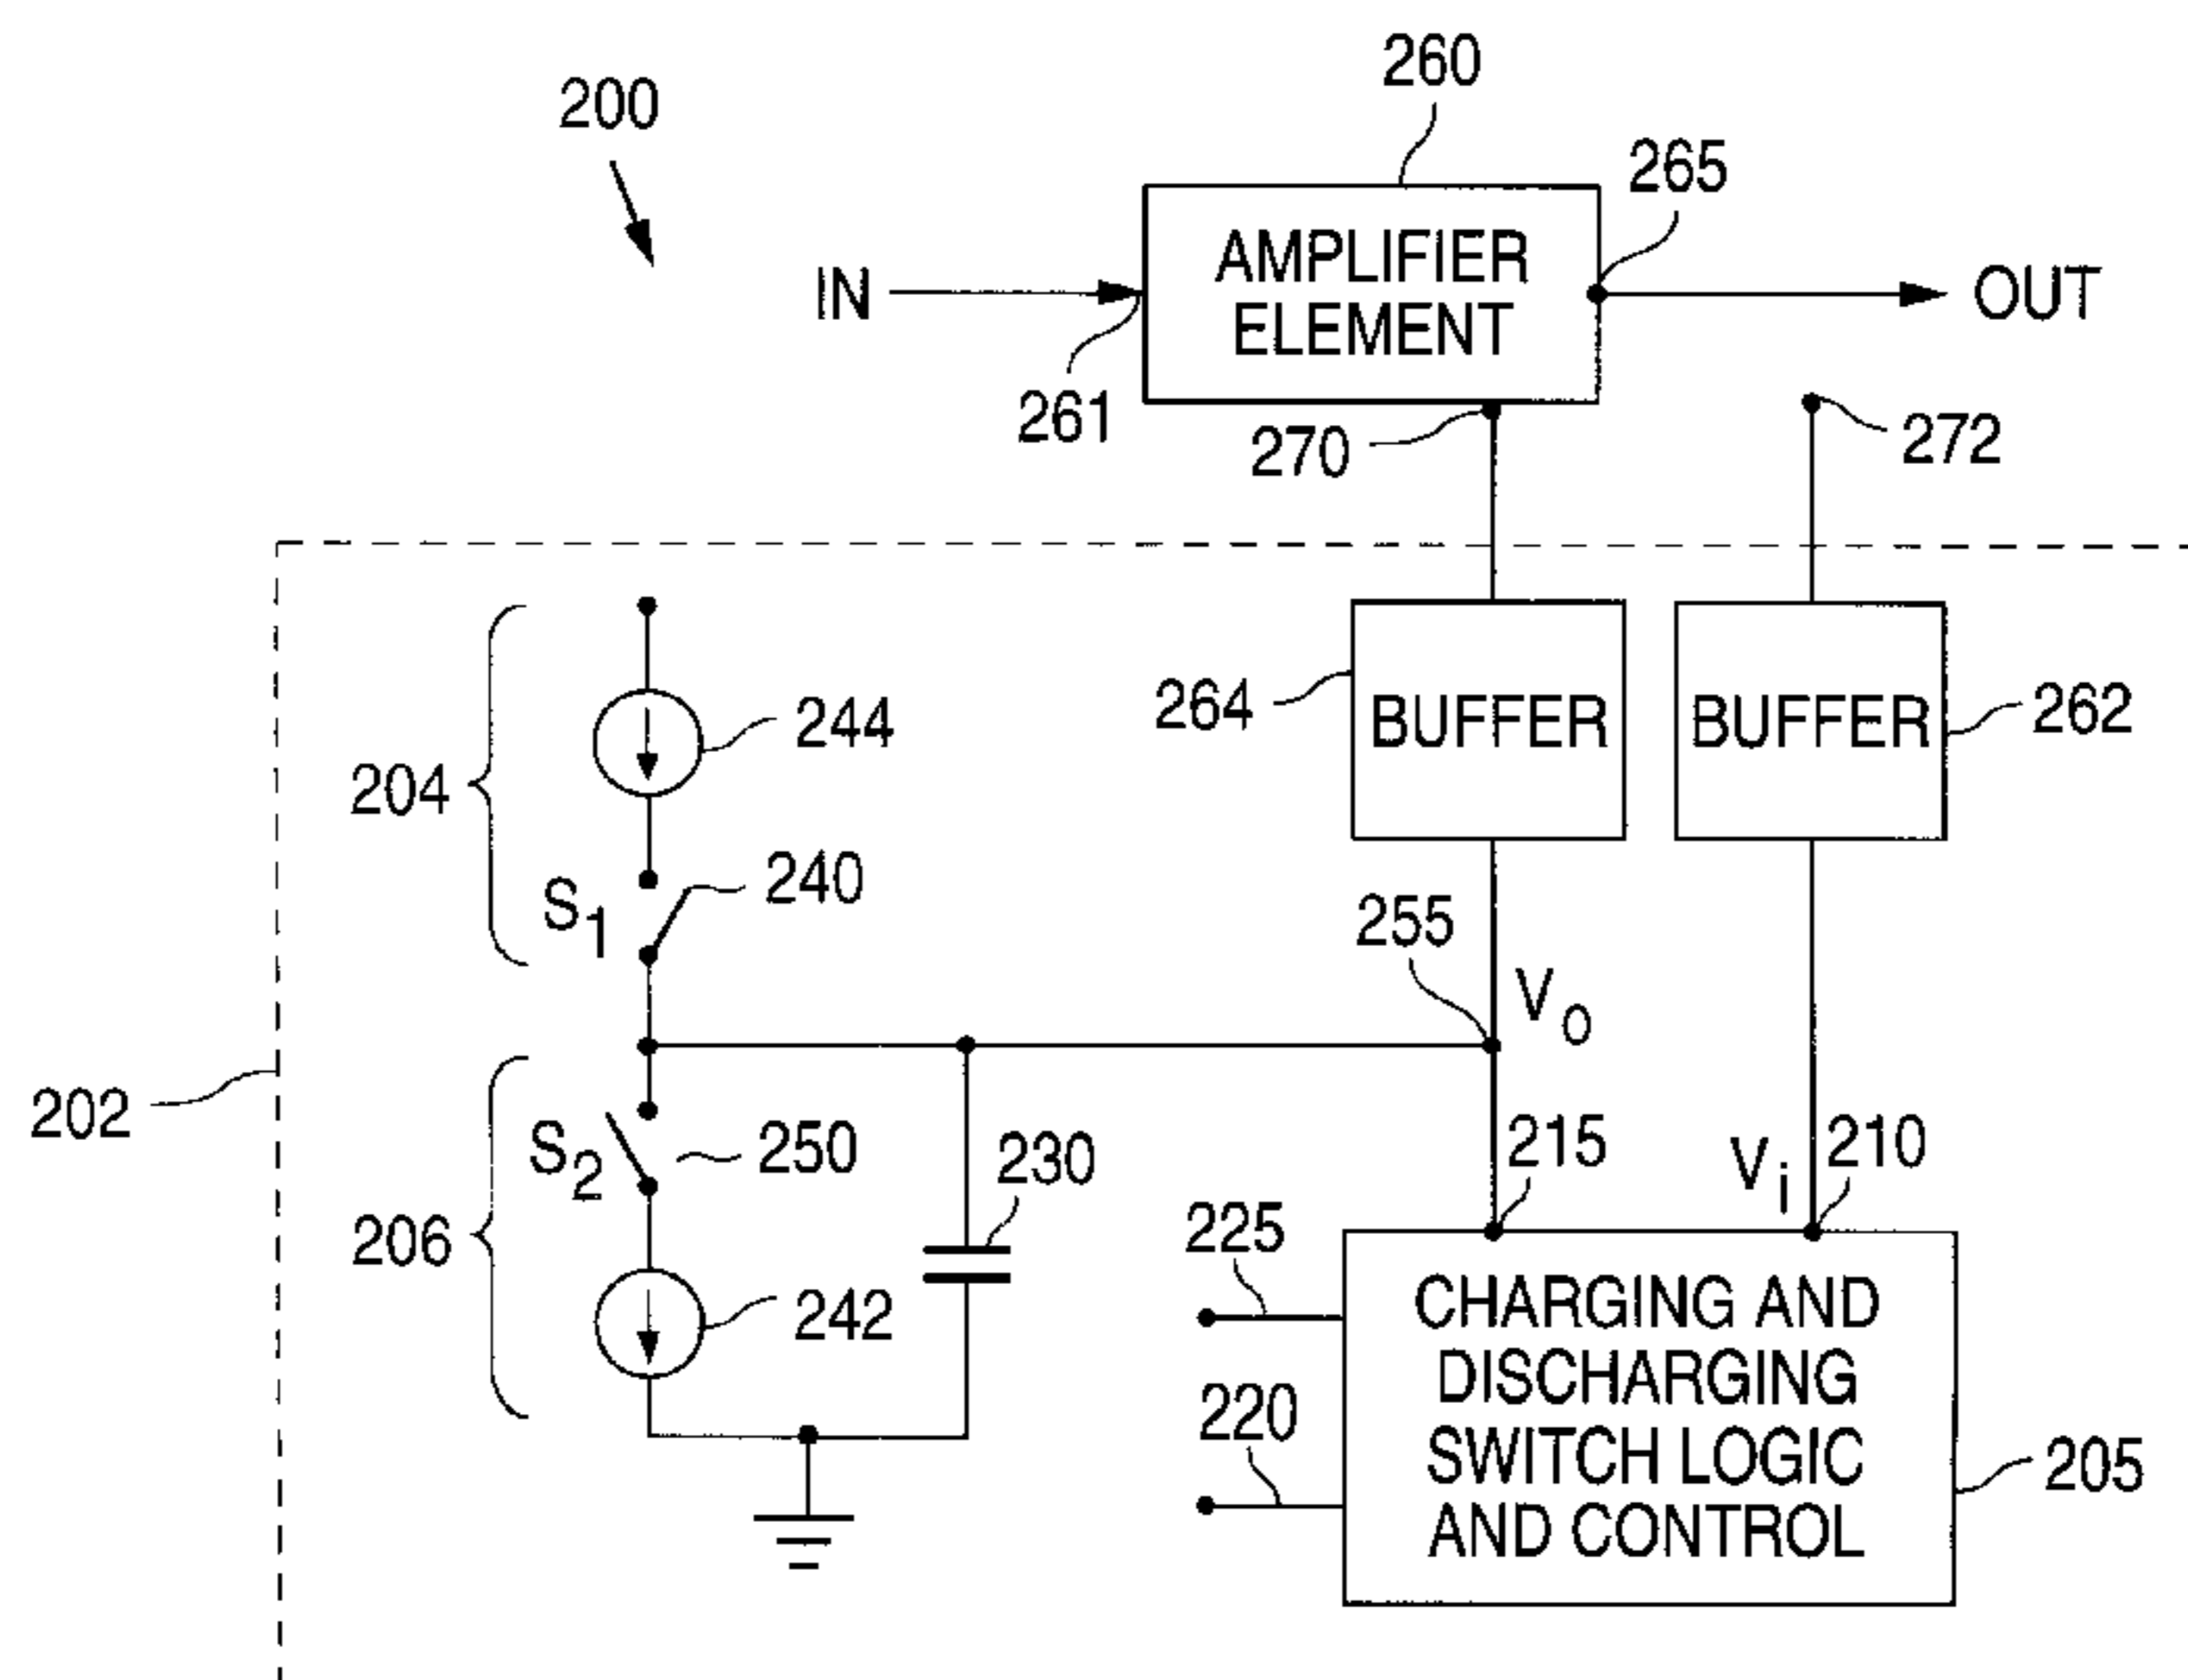 260
200
265
AMPLIFIER
ELEMENT
IN
OUT
261
270
272
244
264
BUFFER
BUFFER
262
204
240
S1
255
Vo
202
S2
250
230
215
Vi
210
206
225
242
CHARGING AND
DISCHARGING
SWITCH LOGIC
AND CONTROL
220
205